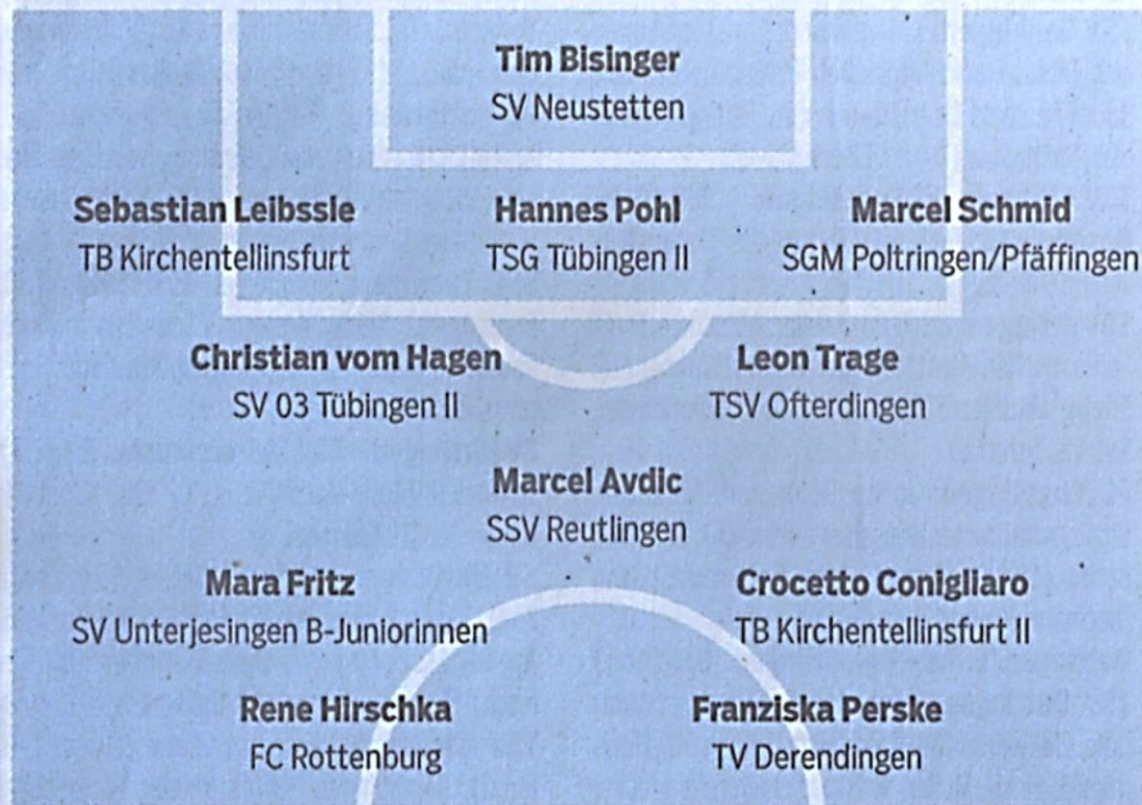 Tim Bisinger
SV Neustetten
Sebastian Leibssle
TB Kirchentellinsfurt
Hannes Pohl
TSG Tübingen II
Marcel Schmid
SGM Poltringen/Pfäffingen
Christian vom Hagen
SV 03 Tübingen II
Leon Trage
TSV Ofterdingen
Marcel Avdic
SSV Reutlingen
Mara Fritz
SV Unterjesingen B-Juniorinnen
Crocetto Conigliaro
TB Kirchentellinsfurt II
Rene Hirschka
FC Rottenburg
Franziska Perske
TV Derendingen